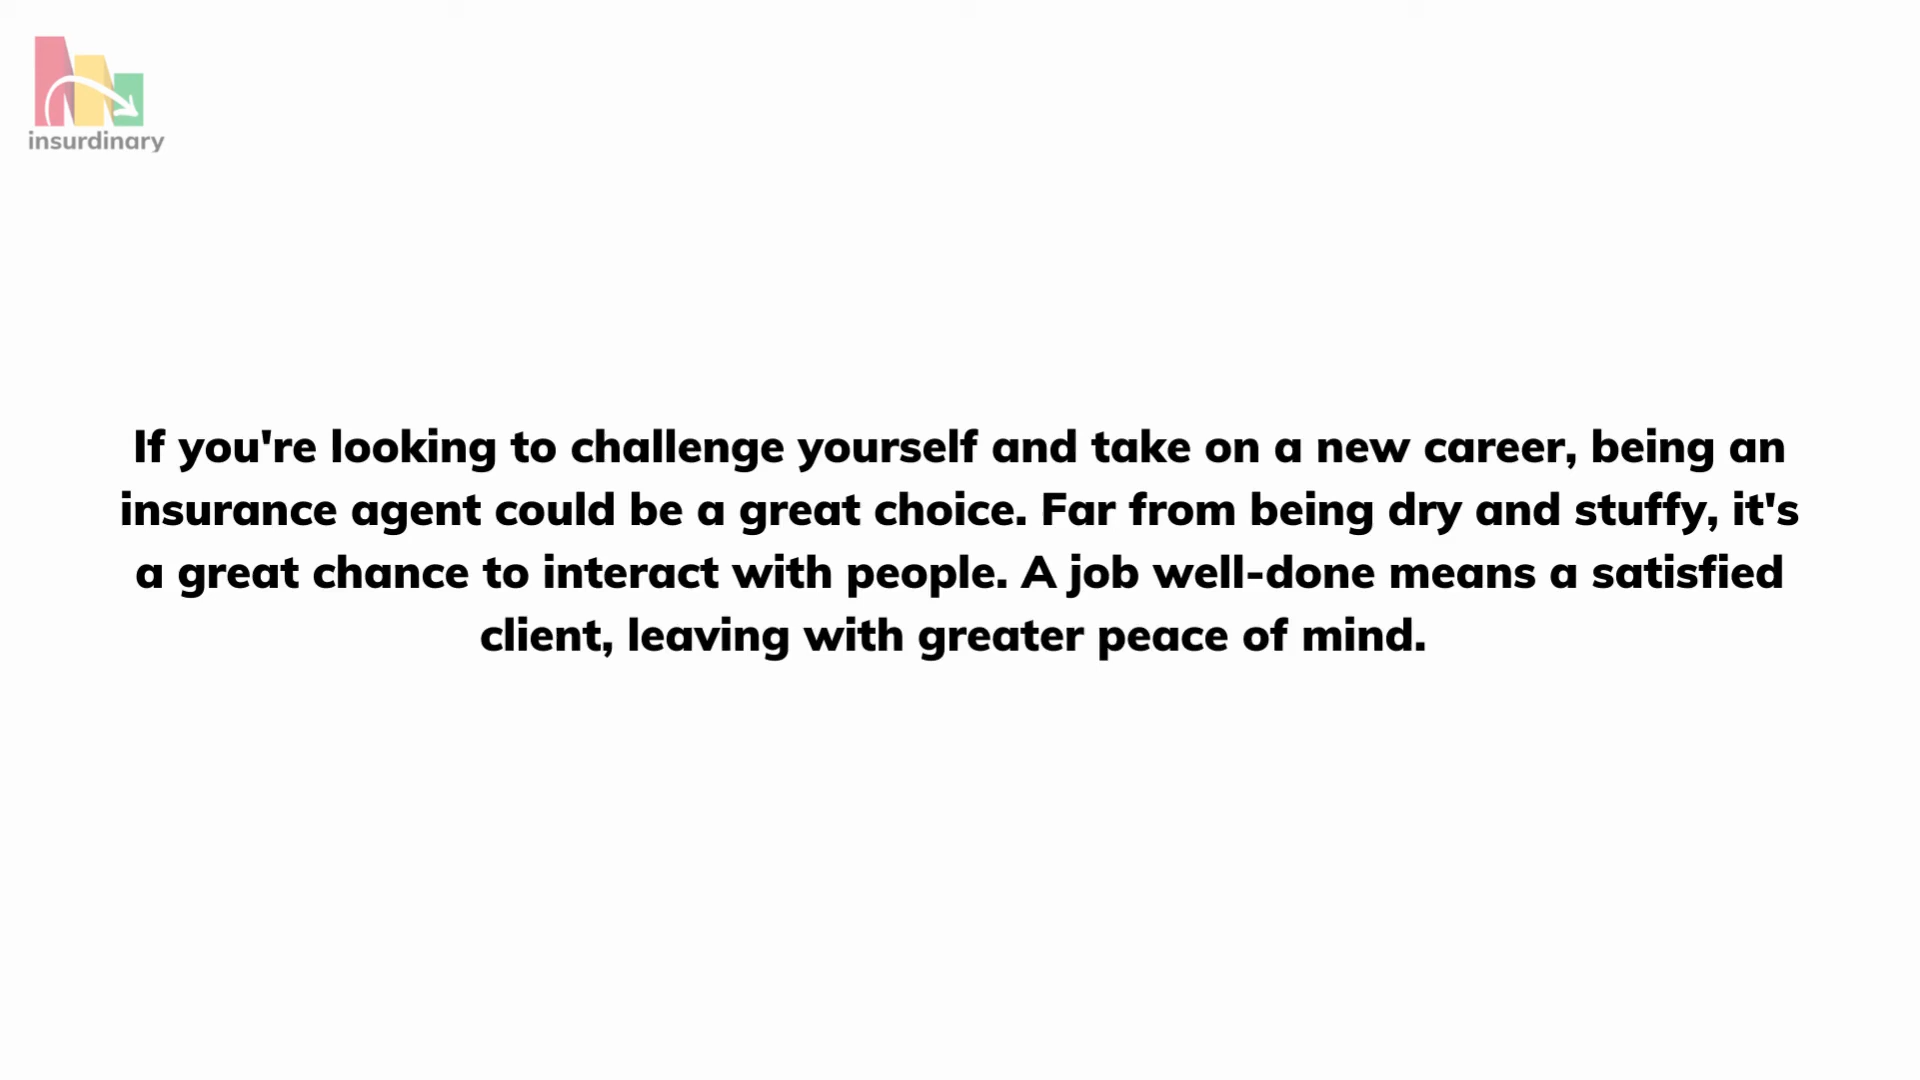 insurdinary
If you're looking to challenge yourself and take on a new career, being an
insurance agent could be a great choice. Far from being dry and stuffy, it's
a great chance to interact with people. A job well-done means a satisfied
client, leaving with greater peace of mind.